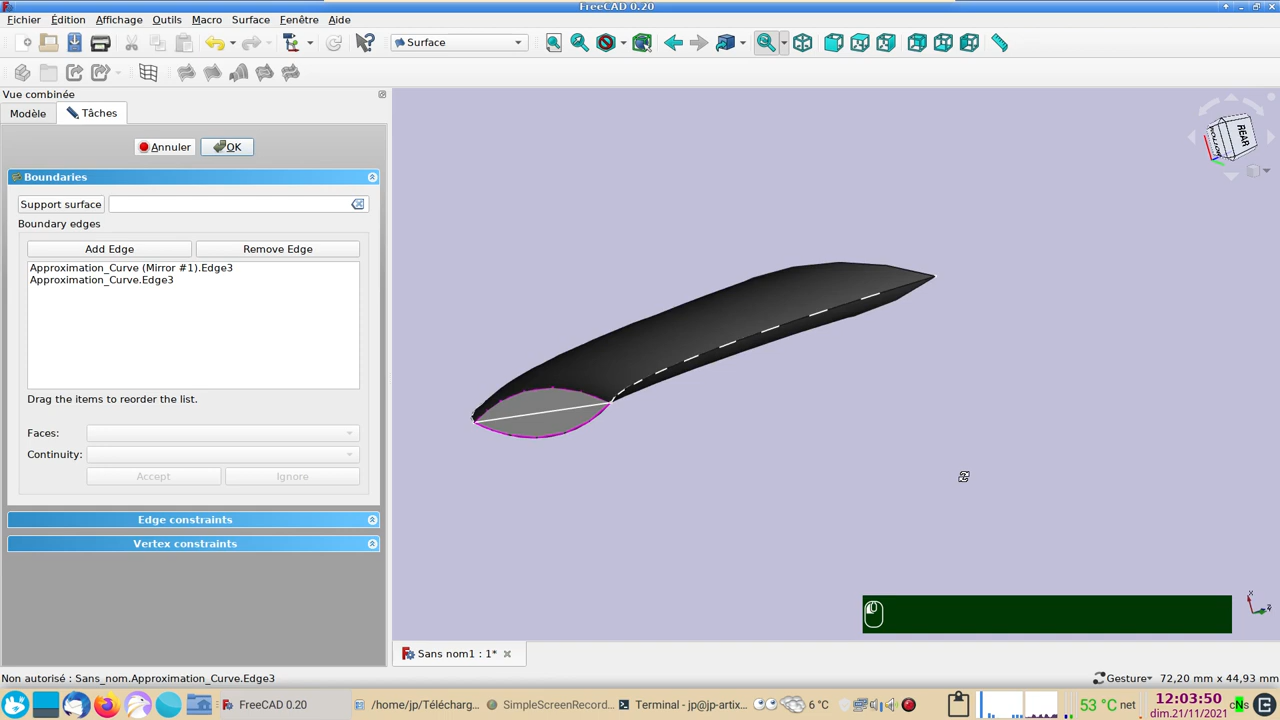 FreeCAD 0.20
Fichier Édition Affichage Outils Macro Surface Fenêtre Aide
Surface
Vue combinée
Modèle Tâches
Annuler OK
Boundaries
Support surface
Boundary edges
Add Edge Remove Edge
Approximation_Curve (Mirror #1).Edge3
Approximation_Curve.Edge3
Drag the items to reorder the list.
Faces:
Continuity:
Accept Ignore
Edge constraints
Vertex constraints
REAR
Sans nom1 : 1*
Non autorisé : Sans_nom.Approximation_Curve.Edge3
Gesture 72,20 mm x 44,93 mm
FreeCAD 0.20 /home/jp/Télécharg... SimpleScreenRecord... Terminal - jp@jp-artix... 6 °C 53 °C net 12:03:50
dim.21/11/2021